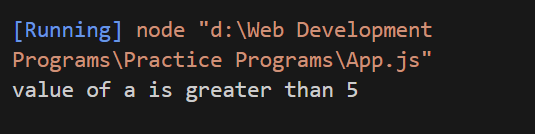 [Running] node "d:\Web Development
Programs\Practice Programs\App.js"
value of a is greater than 5